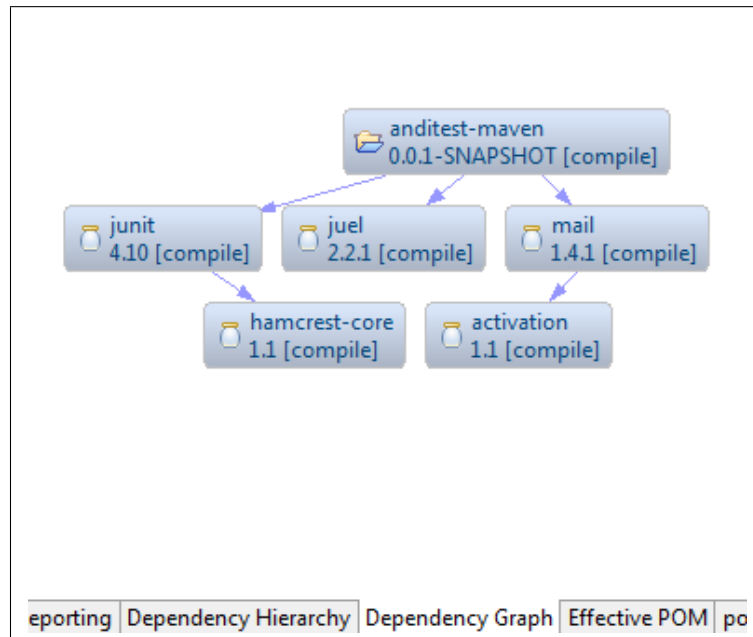 anditest-maven
0.0.1-SNAPSHOT [compile]
junit
4.10 [compile]
juel
2.2.1 [compile]
mail
1.4.1 [compile]
hamcrest-core
1.1 [compile]
activation
1.1 [compile]
eporting Dependency Hierarchy Dependency Graph Effective POM po